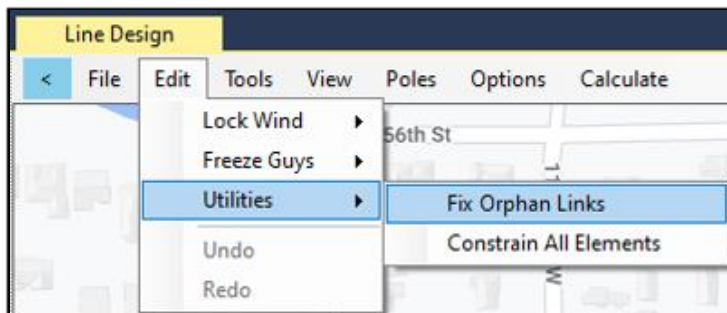 Line Design
< File Edit Tools View Poles Options Calculate
Lock Wind
56th St
Freeze Guys
Utilities
Fix Orphan Links
Constrain All Elements
Undo
W
Redo